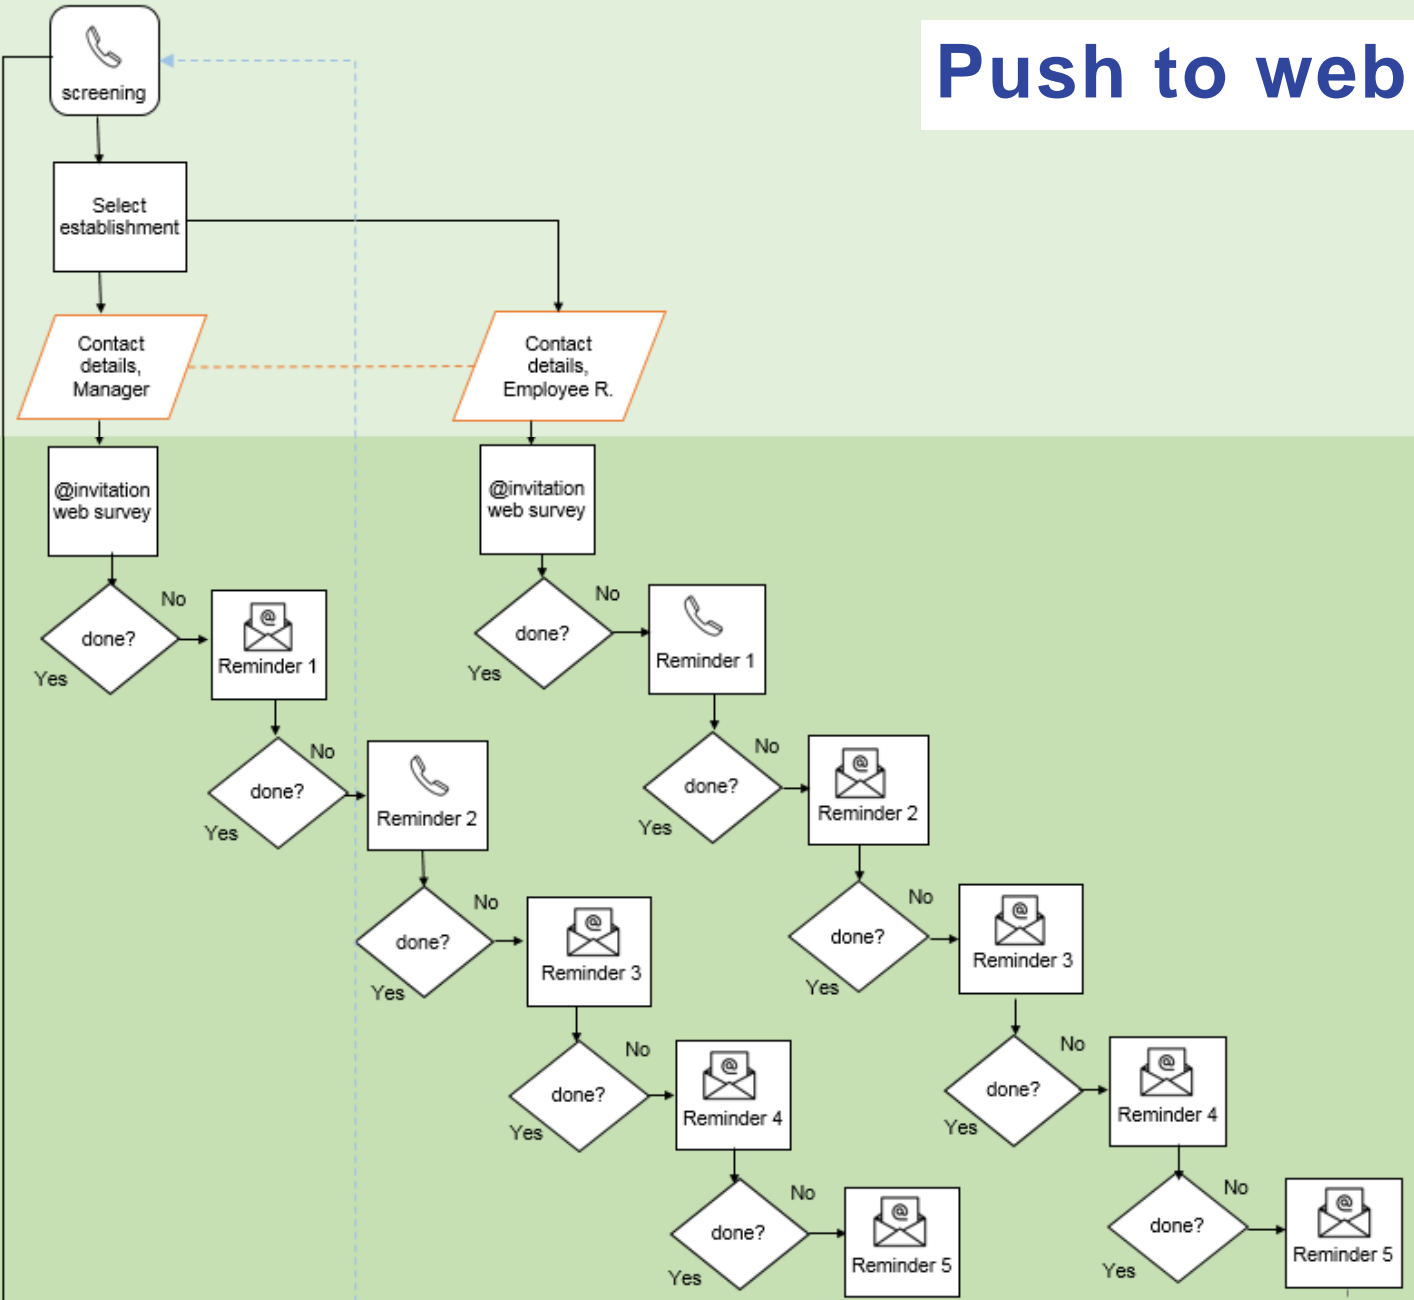 Push to web
screening
Select
establishment
Contact
details,
Manager
Contact
details,
Employee R.
@invitation
web survey
@invitation
web survey
done?
No
Yes
@
Reminder 1
done?
No
Yes
Reminder 1
done?
No
Yes
Reminder 2
done?
No
Yes
@
Reminder 2
done?
No
Yes
@
Reminder 3
done?
No
Yes
@
Reminder 3
done?
No
Yes
@
Reminder 4
done?
No
Yes
@
Reminder 4
done?
No
Yes
@
Reminder 5
done?
No
Yes
@
Reminder 5